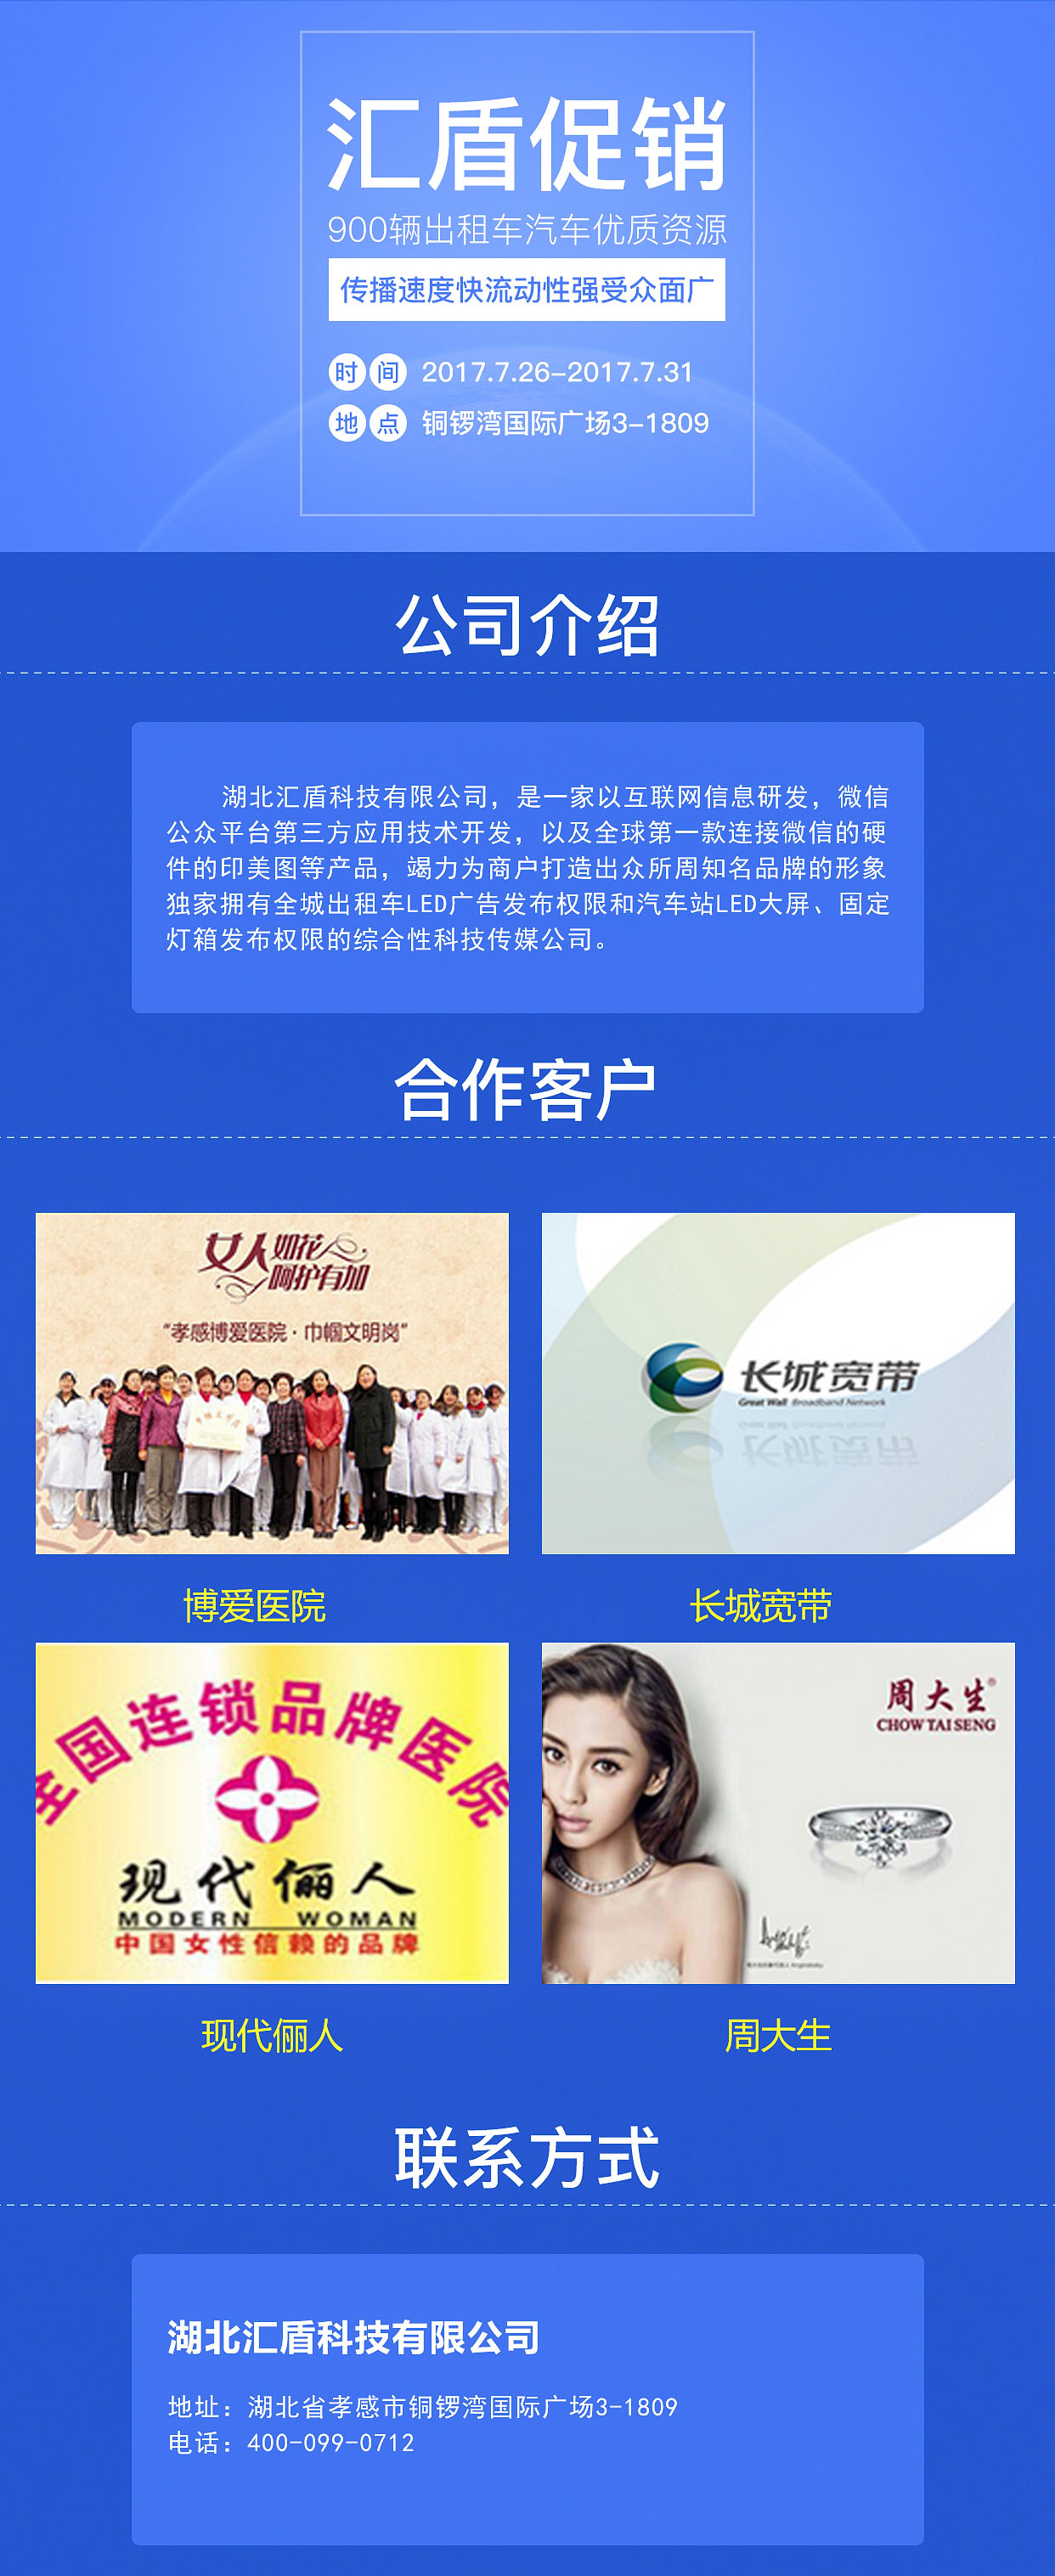 汇盾促销
900辆出租车汽车优质资源
传播速度快流动性强受众面广
时间 2017.7.26-2017.7.31
地点 铜锣湾国际广场3-1809
公司介绍
湖北汇盾科技有限公司，是一家以互联网信息研发，微信
公众平台第三方应用技术开发，以及全球第一款连接微信的硬
件的印美图等产品，竭力为商户打造出众所周知名品牌的形象
独家拥有全城出租车LED广告发布权限和汽车站LED大屏、固定
灯箱发布权限的综合性科技传媒公司。
合作客户
女人如花
呵护有加
“孝感博爱医院·巾帼文明岗”
长城宽带
Great Wall Broadband Network
博爱医院
长城宽带
全国连锁品牌医院
现代俪人
MODERN WOMAN
中国女性信赖的品牌
周大生®
CHOW TAI SENG
现代俪人
周大生
联系方式
湖北汇盾科技有限公司
地址：湖北省孝感市铜锣湾国际广场3-1809
电话：400-099-0712